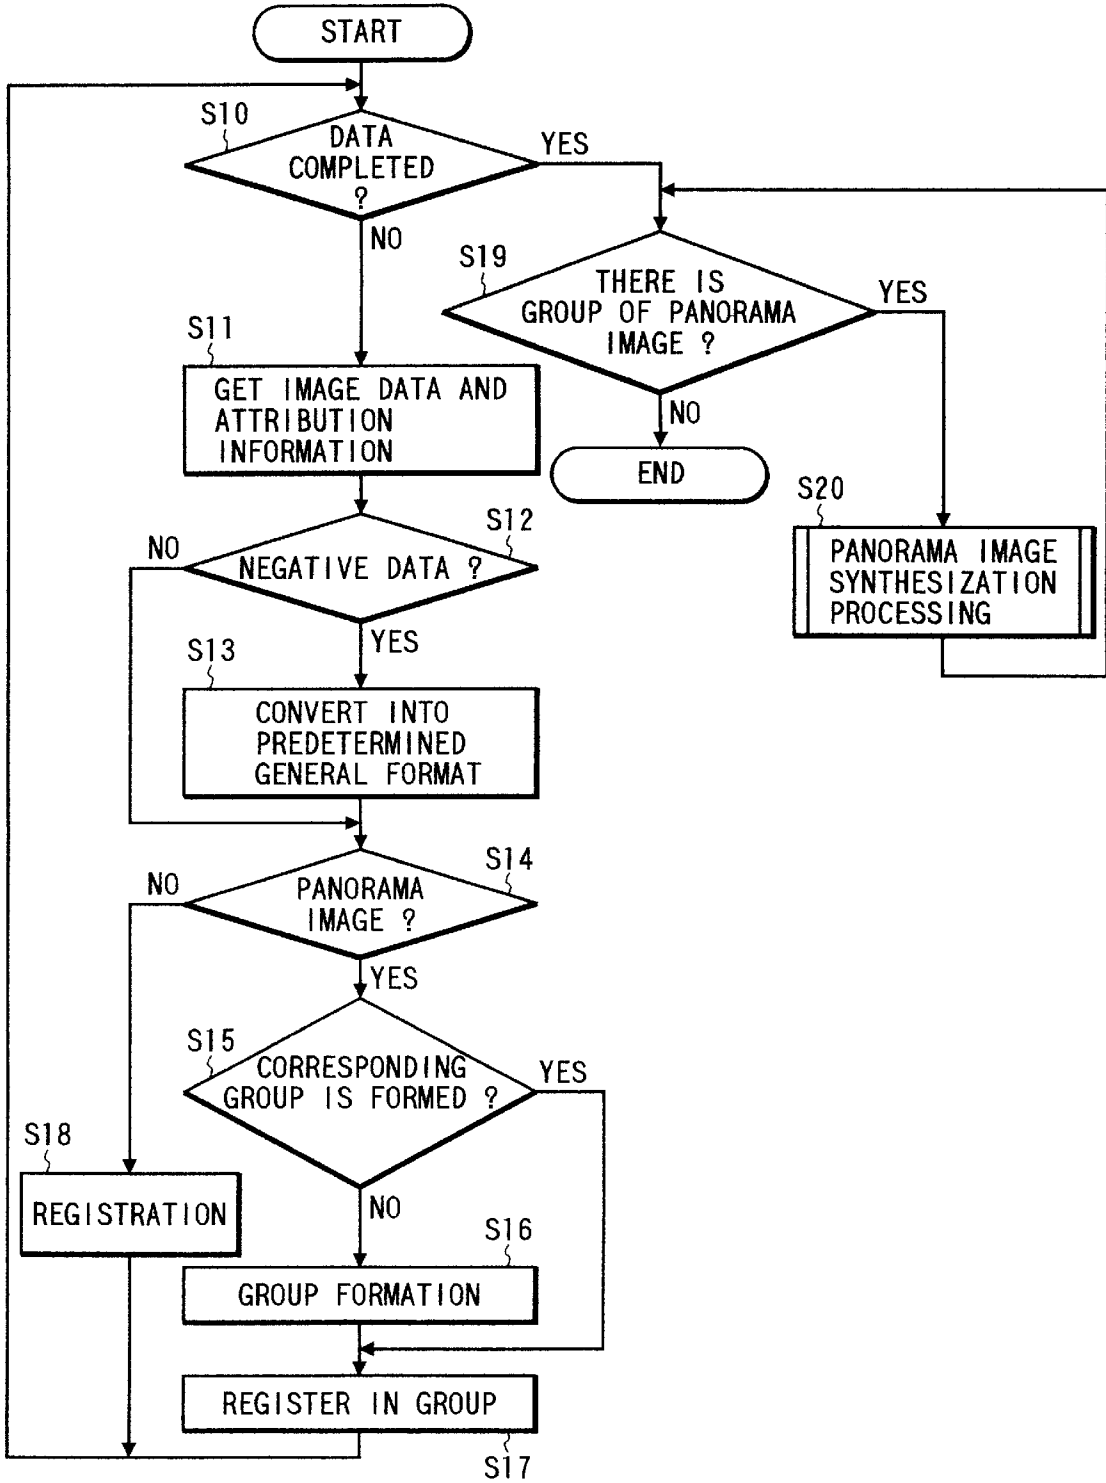 START
S10
DATA
COMPLETED
?
YES
NO
S19
THERE IS
GROUP OF PANORAMA
IMAGE ?
YES
NO
END
S11
GET IMAGE DATA AND
ATTRIBUTION
INFORMATION
S20
PANORAMA IMAGE
SYNTHESIZATION
PROCESSING
S12
NO
NEGATIVE DATA ?
YES
S13
CONVERT INTO
PREDETERMINED
GENERAL FORMAT
S14
NO
PANORAMA
IMAGE ?
YES
S15
CORRESPONDING
GROUP IS FORMED ?
YES
NO
S18
REGISTRATION
S16
GROUP FORMATION
REGISTER IN GROUP
S17